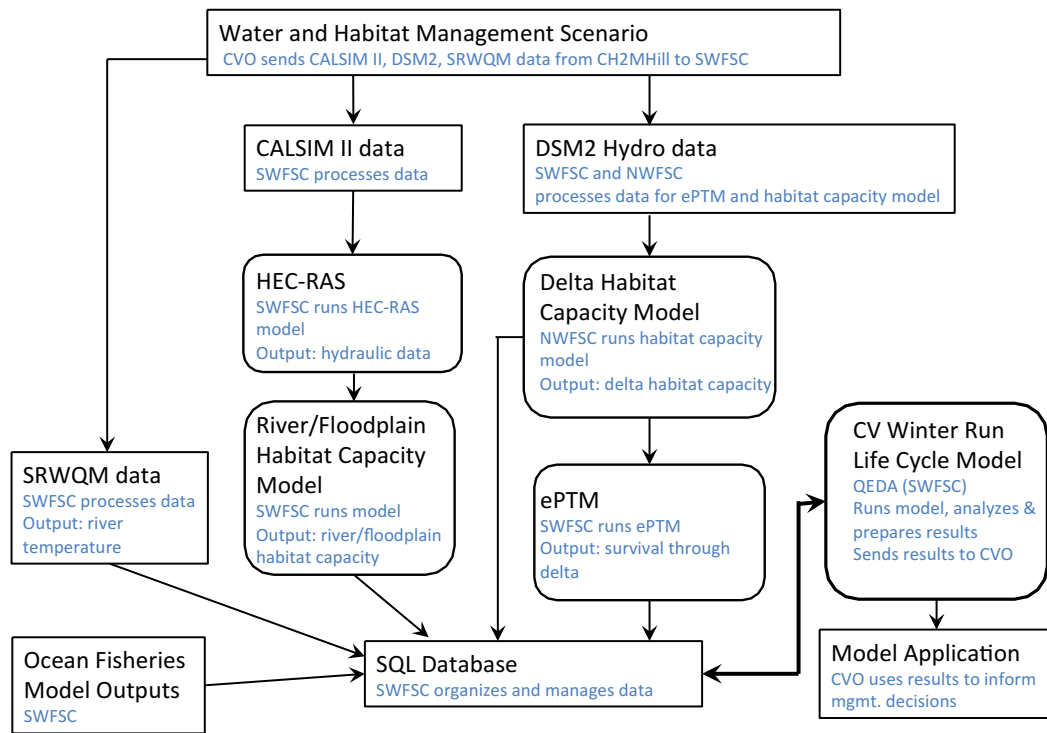 Water and Habitat Management Scenario
CVO sends CALSIM II, DSM2, SRWQM data from CH2MHill to SWFSC
CALSIM II data
SWFSC processes data
DSM2 Hydro data
SWFSC and NWFSC
processes data for ePTM and habitat capacity model
HEC-RAS
SWFSC runs HEC-RAS
model
Output: hydraulic data
Delta Habitat
Capacity Model
NWFSC runs habitat capacity
model
Output: delta habitat capacity
River/Floodplain
Habitat Capacity
Model
SWFSC runs model
Output: river/floodplain
habitat capacity
SRWQM data
SWFSC processes data
Output: river
temperature
ePTM
SWFSC runs ePTM
Output: survival through
delta
CV Winter Run
Life Cycle Model
QEDA (SWFSC)
Runs model, analyzes &
prepares results
Sends results to CVO
Ocean Fisheries
Model Outputs
SWFSC
SQL Database
SWFSC organizes and manages data
Model Application
CVO uses results to inform
mgmt. decisions